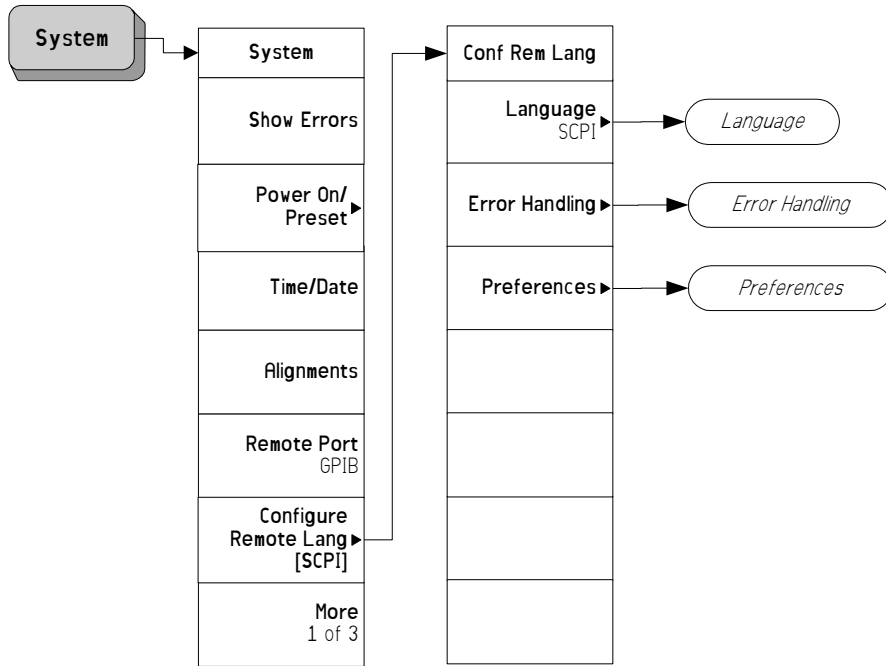 System
System
Show Errors
Power On/
Preset
Time/Date
Alignments
Remote Port
GPIB
Configure
Remote Lang
[SCPI]
More
1 of 3
Conf Rem Lang
Language
SCPI
Error Handling
Preferences
Language
Error Handling
Preferences